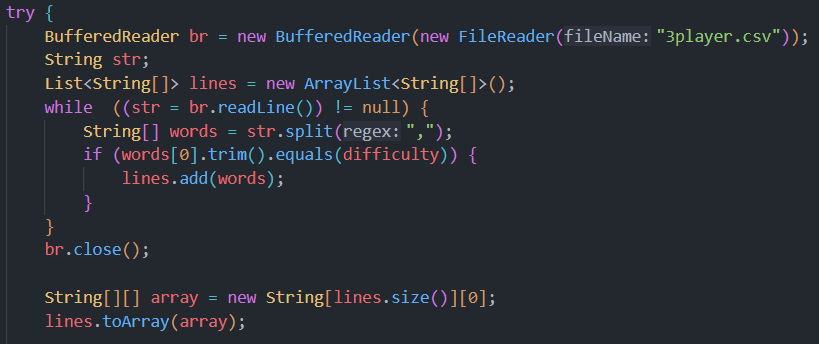 try {
BufferedReader br = new BufferedReader(new FileReader(fileName: "3player.csv"));
String str;
List<String[]> lines = new ArrayList<String[]>();
while  ((str = br.readLine()) != null) {
String[] words = str.split(regex: ",");
if (words[0].trim().equals(difficulty)) {
lines.add(words);
}
}
br.close();
String[][] array = new String[lines.size()][0];
lines.toArray(array);